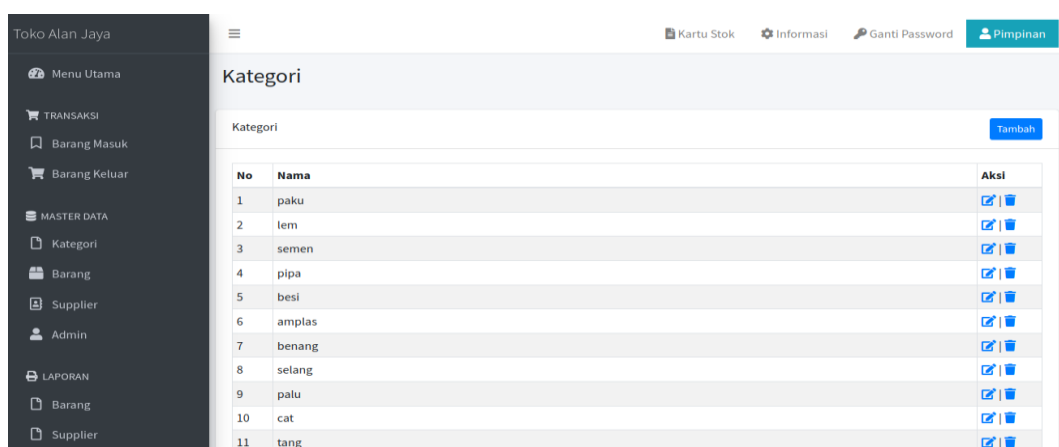 Toko Alan Jaya
Kartu Stok Informasi Ganti Password Pimpinan
Menu Utama
TRANSAKSI
Barang Masuk
Barang Keluar
MASTER DATA
Kategori
Barang
Supplier
Admin
LAPORAN
Barang
Supplier
Kategori
Kategori Tambah
No Nama Aksi
1 paku |
2 lem |
3 semen |
4 pipa |
5 besi |
6 amplas |
7 benang |
8 selang |
9 palu |
10 cat |
11 tang |